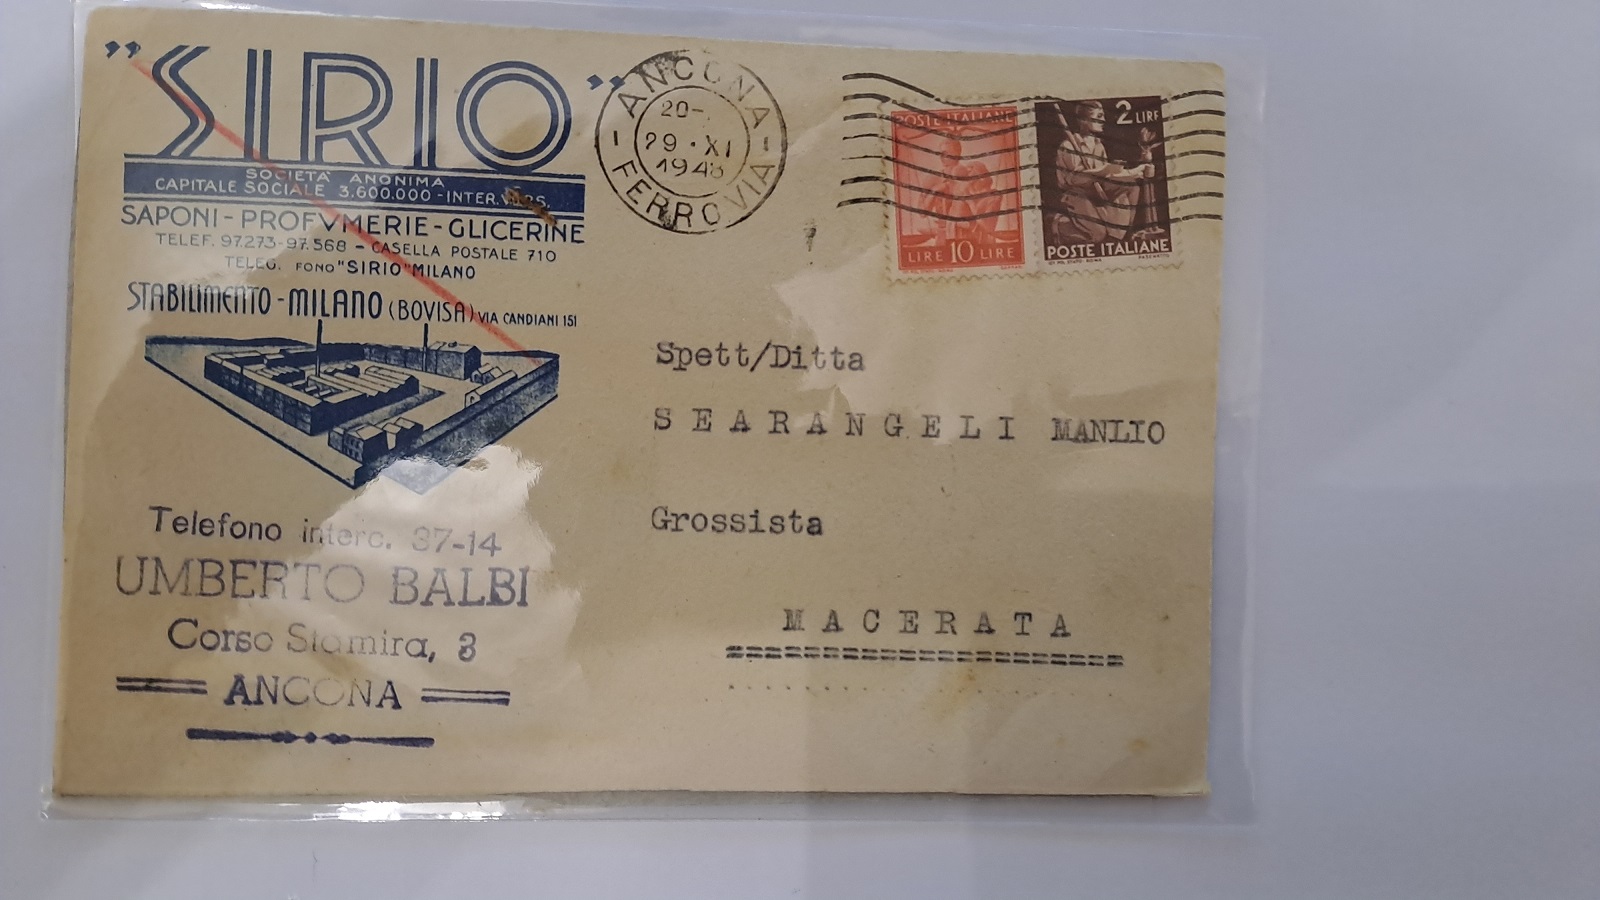 "SIRIO"
SOCIETÀ ANONIMA
CAPITALE SOCIALE 3.600.000 - INTER. VERS.
SAPONI - PROFVMERIE - GLICERINE
TELEF. 97.273 - 97.568 - CASELLA POSTALE 710
TELEG. FONO "SIRIO" MILANO
STABILIMENTO - MILANO (BOVISA) VIA CANDIANI 151
Telefono interc. 37-14
UMBERTO BALBI
Corso Stamira, 3
ANCONA
ANCONA
20-
29·XI
1948
FERROVIA
POSTE ITALIANE
LIRE 10 LIRE
2 LIRE
POSTE ITALIANE
Spett/Ditta
SEARANGELI MANLIO
Grossista
MACERATA